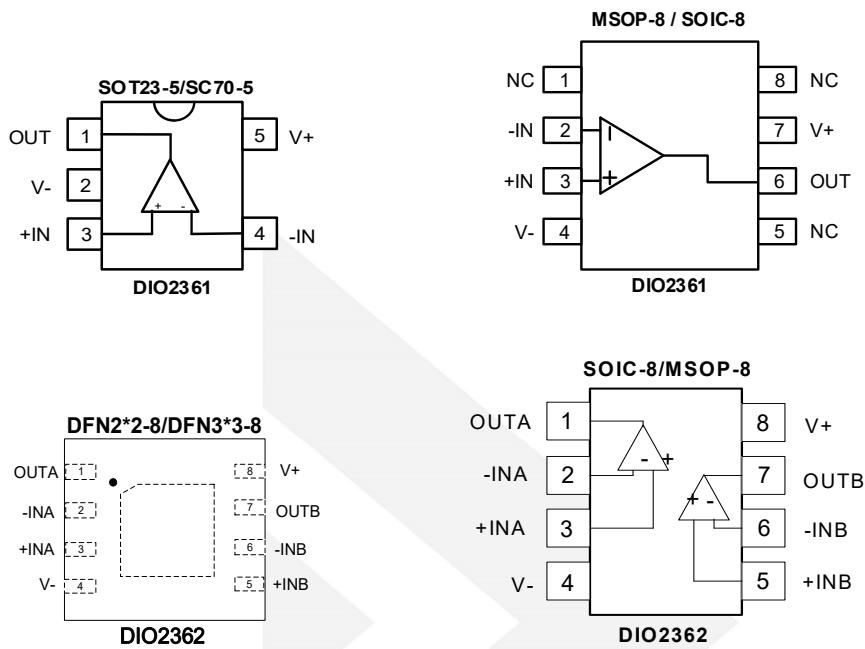 SOT23-5/SC70-5
OUT 1 5 V+
V- 2
+IN 3 4 -IN
+ -
DIO2361
MSOP-8 / SOIC-8
NC 1 8 NC
-IN 2 7 V+
+IN 3 6 OUT
V- 4 5 NC
- +
DIO2361
DFN2*2-8/DFN3*3-8
OUTA 1 8 V+
-INA 2 7 OUTB
+INA 3 6 -INB
V- 4 5 +INB
DIO2362
SOIC-8/MSOP-8
OUTA 1 8 V+
-INA 2 7 OUTB
+INA 3 6 -INB
V- 4 5 +INB
- +
+ -
DIO2362